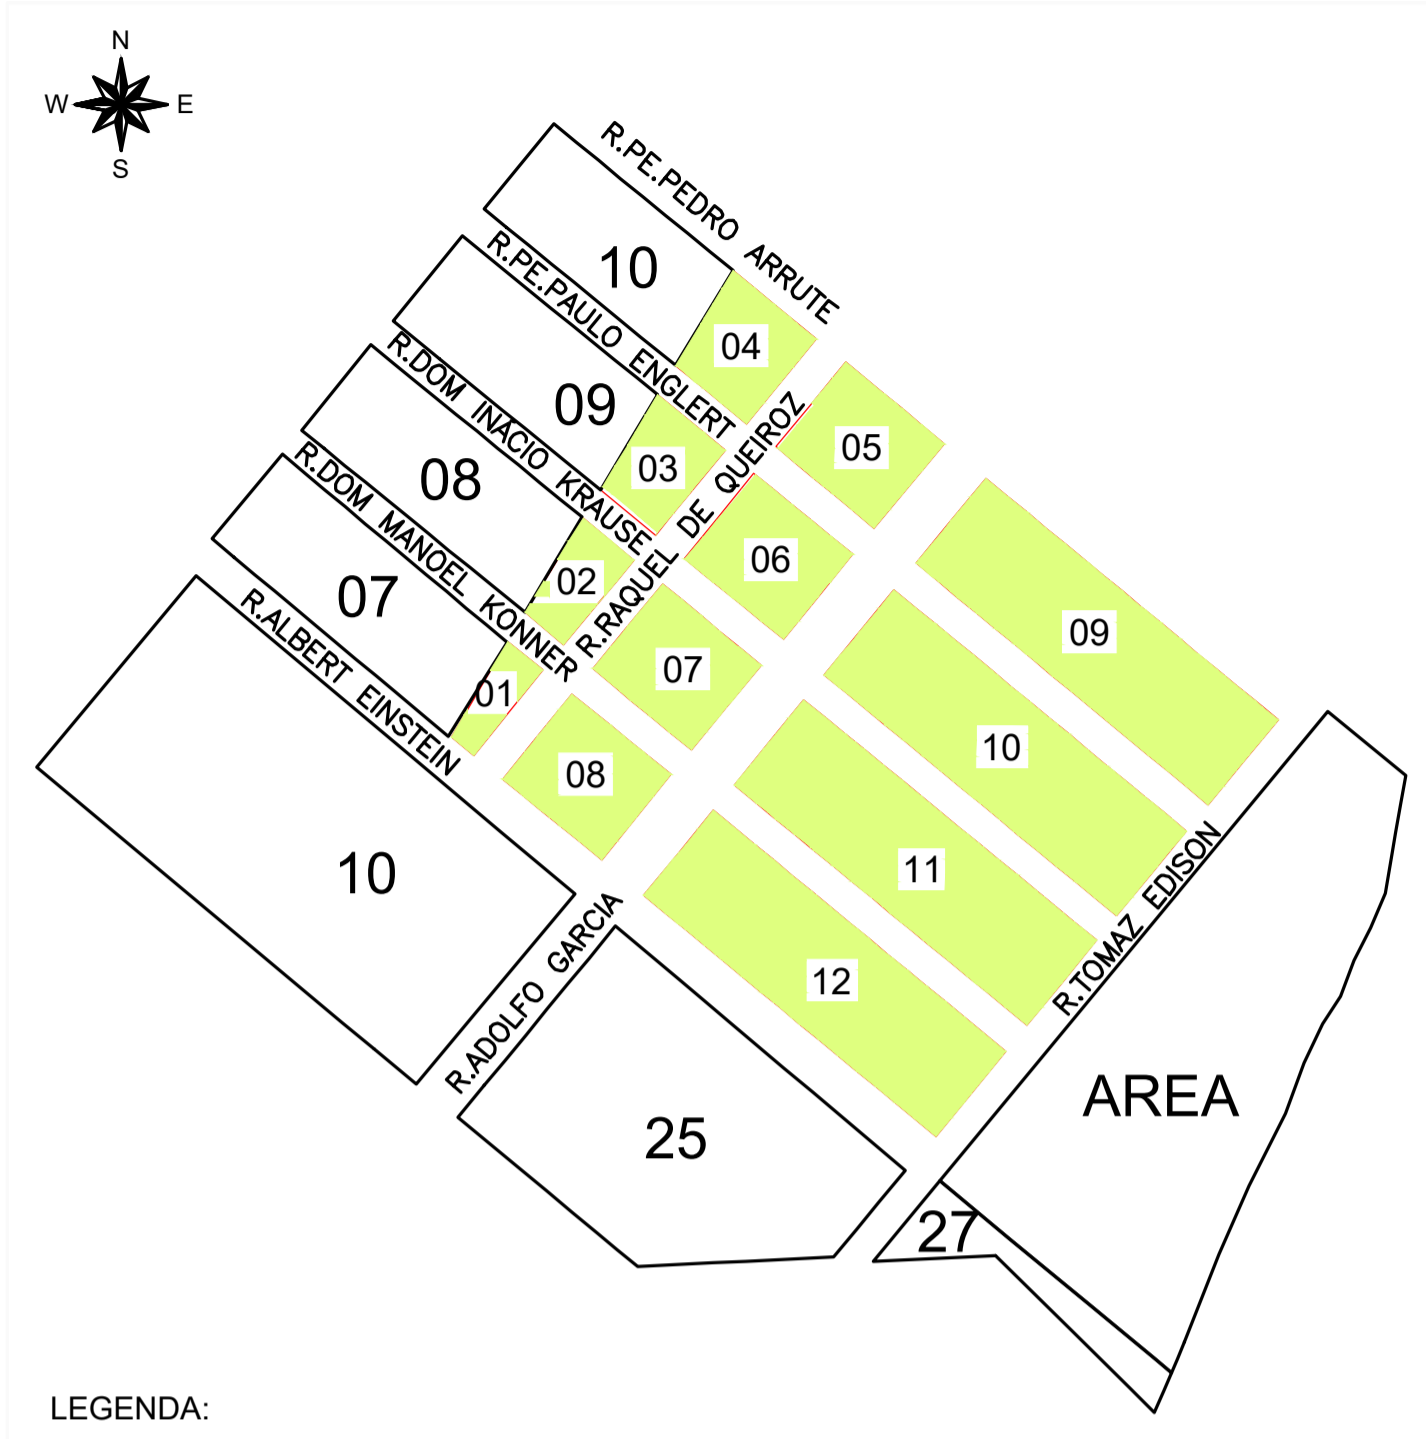 N
W E
S
R.PE.PEDRO ARRUTE
10
R.PE.PAULO ENGLERT
04
R.DOM INÁCIO KRAUSE
09
03
05
R.RAQUEL DE QUEIROZ
R.DOM MANOEL KONNER
08
02
06
09
R.ALBERT EINSTEIN
07
01
07
10
08
10
11
R.TOMAZ EDISON
R.ADOLFO GARCIA
12
25
AREA
27
LEGENDA: